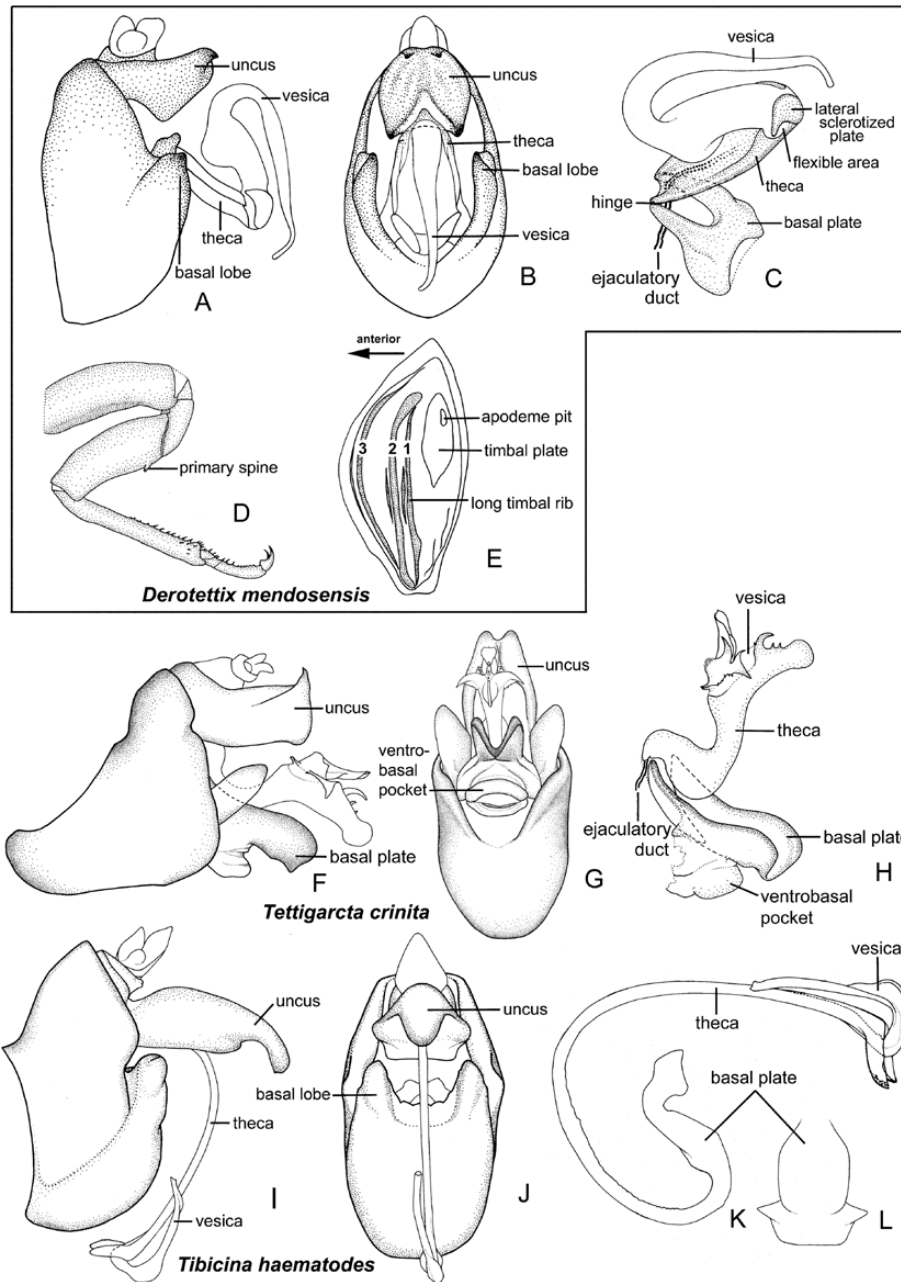 uncus
vesica
theca
basal lobe
A
uncus
theca
basal lobe
vesica
B
vesica
lateral
sclerotized
plate
flexible area
theca
hinge
basal plate
ejaculatory
duct
C
primary spine
D
anterior
3
2
1
apodeme pit
timbal plate
long timbal rib
E
Derotettix mendosensis
uncus
basal plate
F
uncus
ventro-
basal
pocket
G
vesica
theca
ejaculatory
duct
basal plate
ventrobasal
pocket
H
Tettigarcta crinita
uncus
theca
vesica
I
uncus
basal lobe
J
vesica
theca
basal plate
K
L
Tibicina haematodes